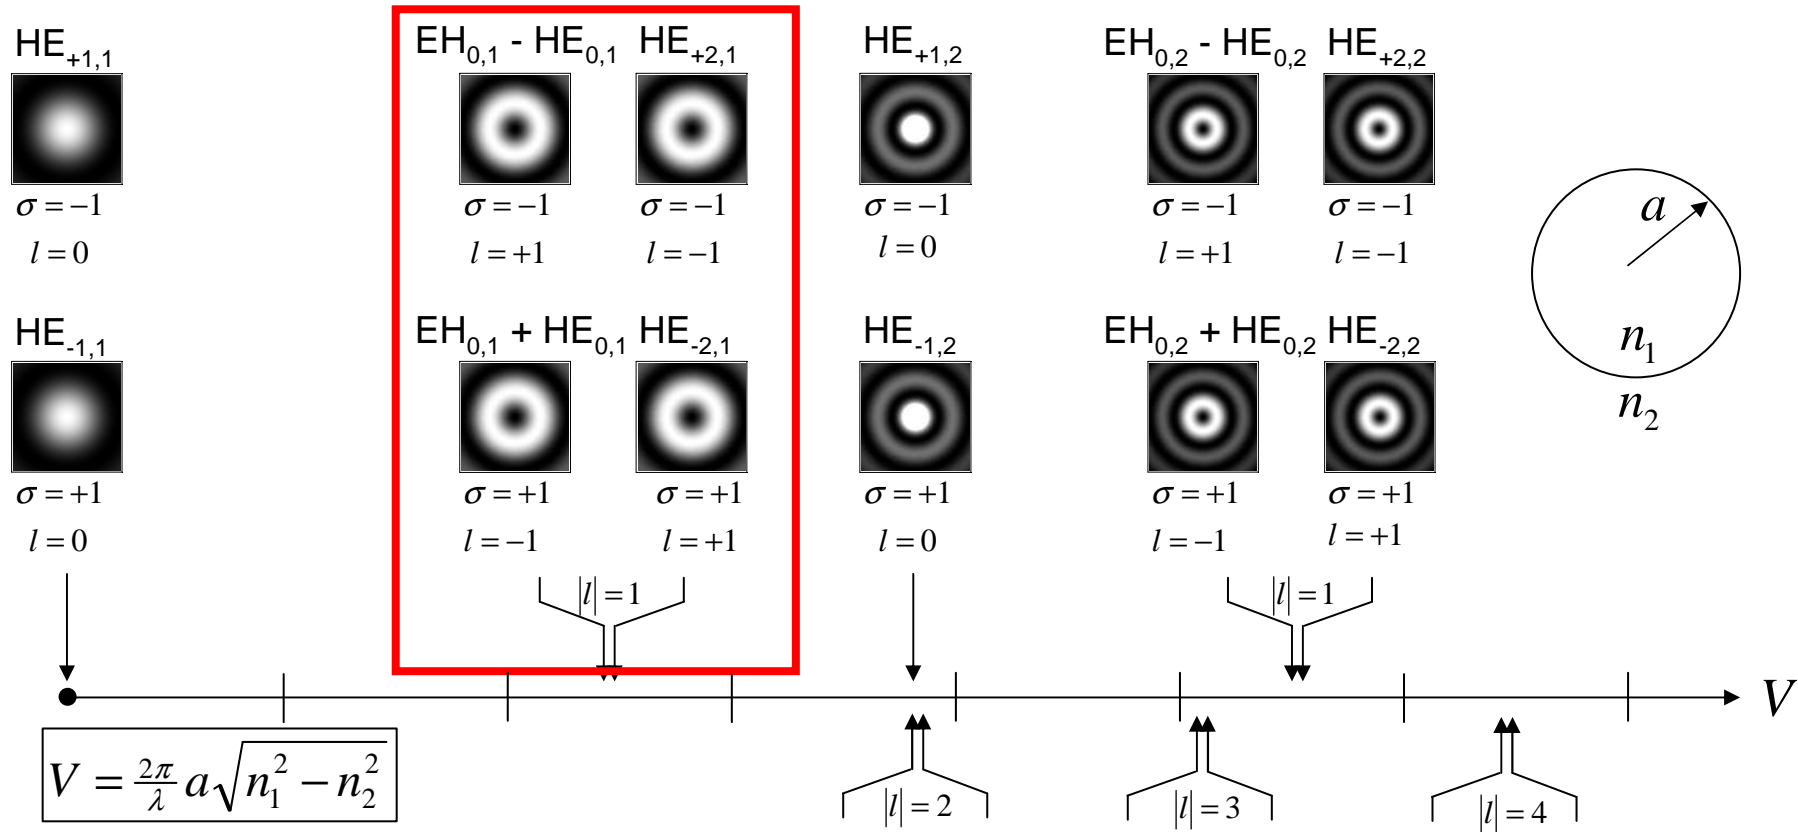 HE+1,1 EH0,1 - HE0,1 HE+2,1 HE+1,2 EH0,2 - HE0,2 HE+2,2
σ = −1 σ = −1 σ = −1 σ = −1 σ = −1 σ = −1
l = 0 l = +1 l = −1 l = 0 l = +1 l = −1
a
HE-1,1 EH0,1 + HE0,1 HE-2,1 HE-1,2 EH0,2 + HE0,2 HE-2,2
n1
n2
σ = +1 σ = +1 σ = +1 σ = +1 σ = +1 σ = +1
l = 0 l = −1 l = +1 l = 0 l = −1 l = +1
|l| = 1 |l| = 1
V
V = 2π/λ a√(n1² − n2²)
|l| = 2 |l| = 3 |l| = 4